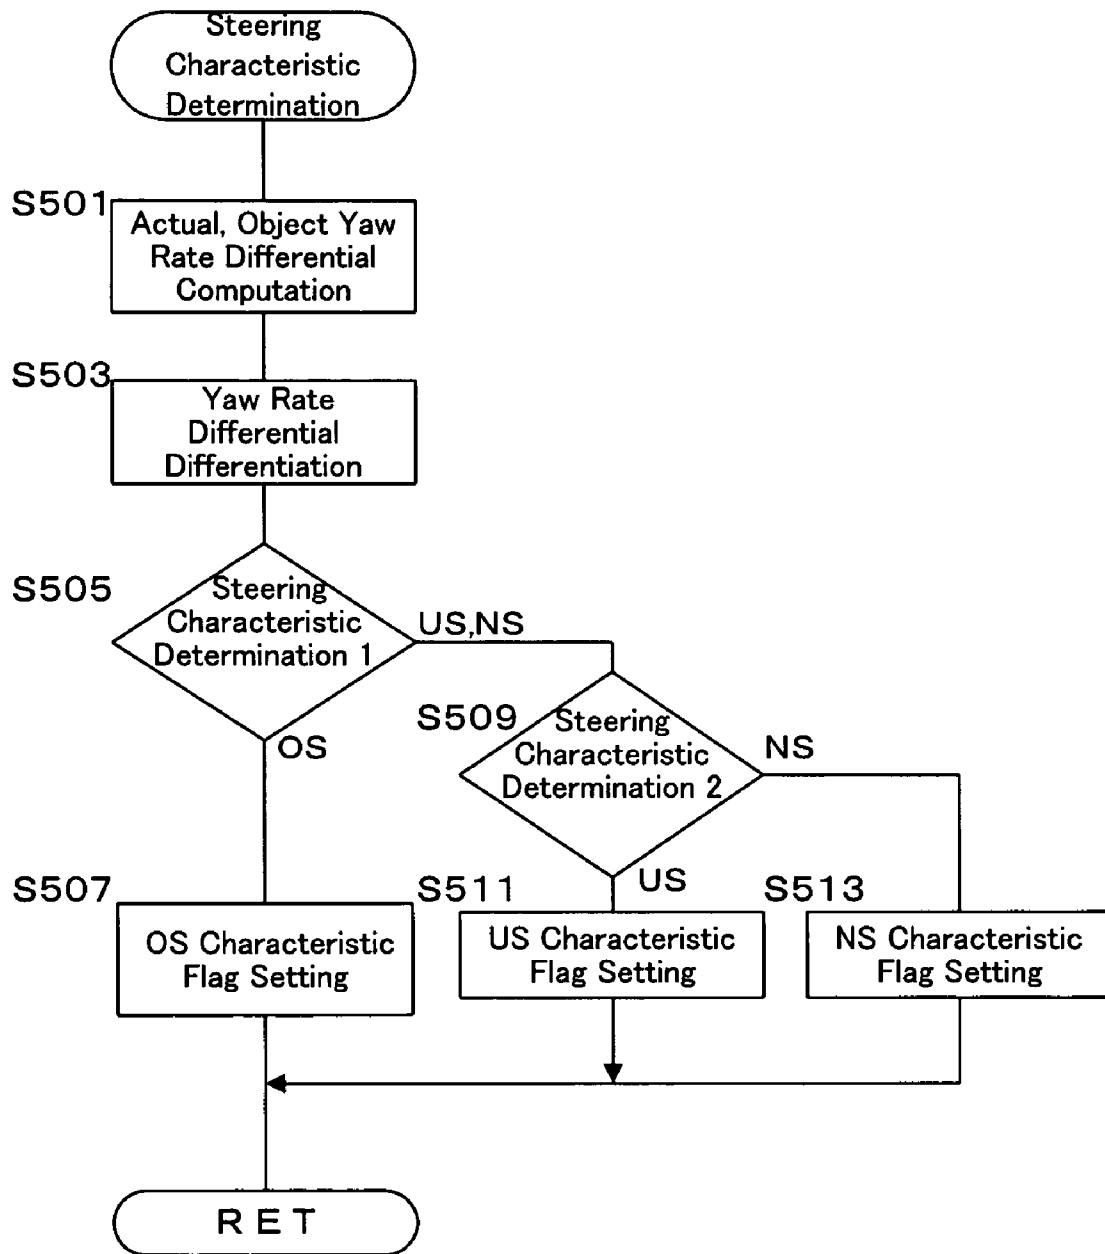 Steering
Characteristic
Determination
S501
Actual, Object Yaw
Rate Differential
Computation
S503
Yaw Rate
Differential
Differentiation
S505
Steering
Characteristic
Determination 1
US,NS
OS
S509
Steering
Characteristic
Determination 2
NS
US
S507
OS Characteristic
Flag Setting
S511
US Characteristic
Flag Setting
S513
NS Characteristic
Flag Setting
RET